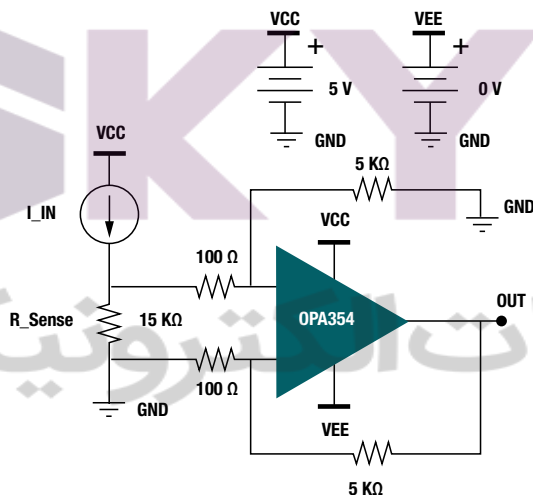 SKY
VCC
VEE
+
+
5 V
0 V
GND
GND
VCC
5 KΩ
I_IN
VCC
GND
100 Ω
OPA354
OUT
R_Sense
15 KΩ
100 Ω
GND
VEE
5 KΩ